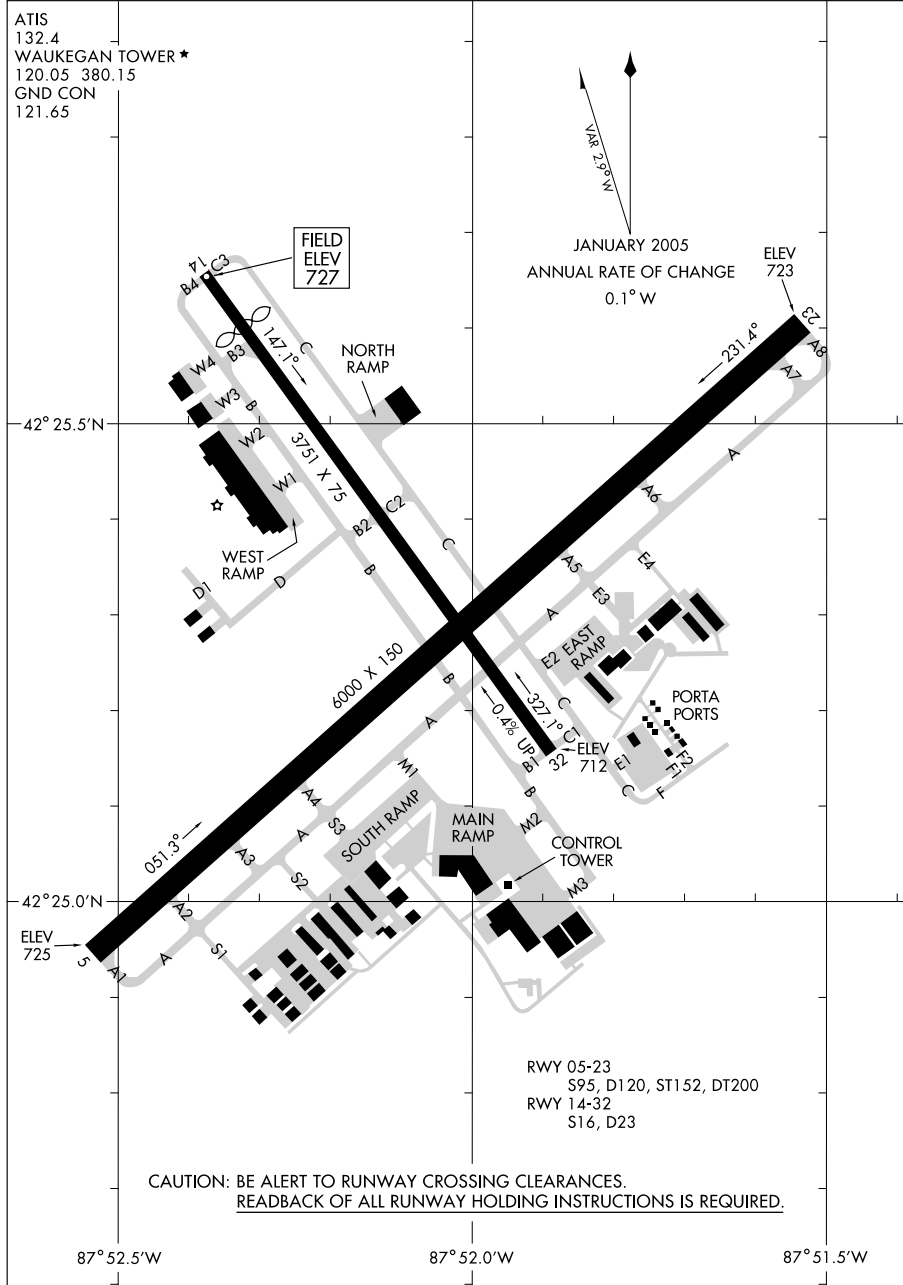 ATIS
132.4
WAUKEGAN TOWER ★
120.05 380.15
GND CON
121.65
VAR 2.9° W
JANUARY 2005
ANNUAL RATE OF CHANGE
0.1° W
FIELD
ELEV
727
ELEV
723
14
C3
B4
23
A8
A7
231.4°
147.1°
C
B3
NORTH
RAMP
W4
W3
B
W2
W1
42° 25.5'N
3751 X 75
A
A6
C2
B2
C
WEST
RAMP
B
A5
E4
D1
D
E3
A
E2
EAST
RAMP
6000 X 150
B
C
327.1°
C1
0.4% UP
PORTA
PORTS
A
M1
B1
32
ELEV
712
E1
F2
F1
C
F
B
A4
S3
A
SOUTH RAMP
MAIN
RAMP
M2
CONTROL
TOWER
051.3°
A3
S2
M3
42° 25.0'N
A2
ELEV
725
5
A1
A
S1
RWY 05-23
S95, D120, ST152, DT200
RWY 14-32
S16, D23
CAUTION: BE ALERT TO RUNWAY CROSSING CLEARANCES.
READBACK OF ALL RUNWAY HOLDING INSTRUCTIONS IS REQUIRED.
87° 52.5'W
87° 52.0'W
87° 51.5'W